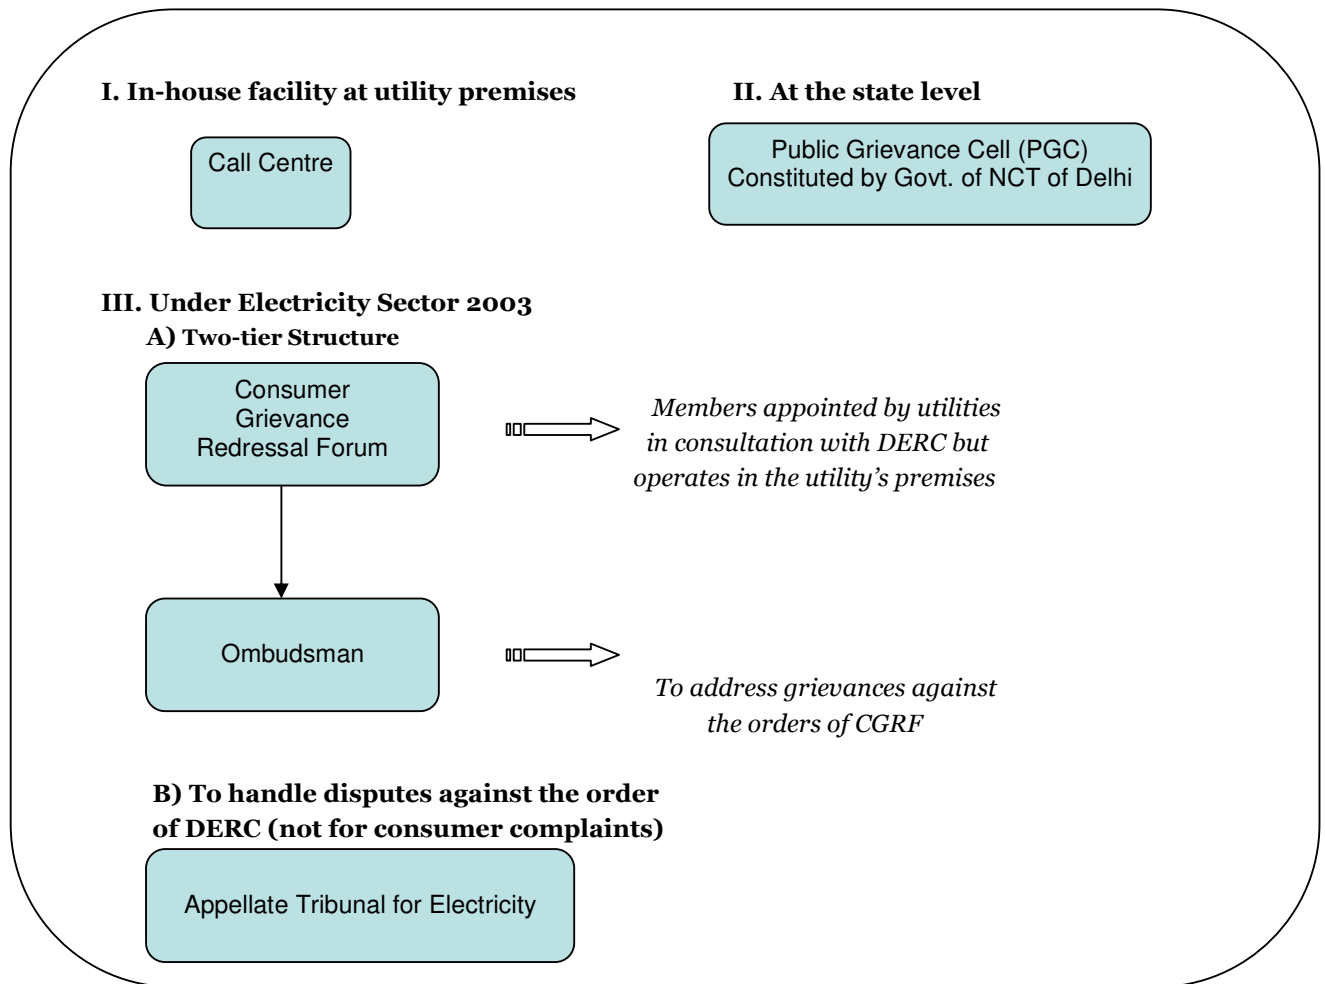 I. In-house facility at utility premises
II. At the state level
Call Centre
Public Grievance Cell (PGC)
Constituted by Govt. of NCT of Delhi
III. Under Electricity Sector 2003
A) Two-tier Structure
Consumer
Grievance
Redressal Forum
Members appointed by utilities
in consultation with DERC but
operates in the utility’s premises
Ombudsman
To address grievances against
the orders of CGRF
B) To handle disputes against the order
of DERC (not for consumer complaints)
Appellate Tribunal for Electricity